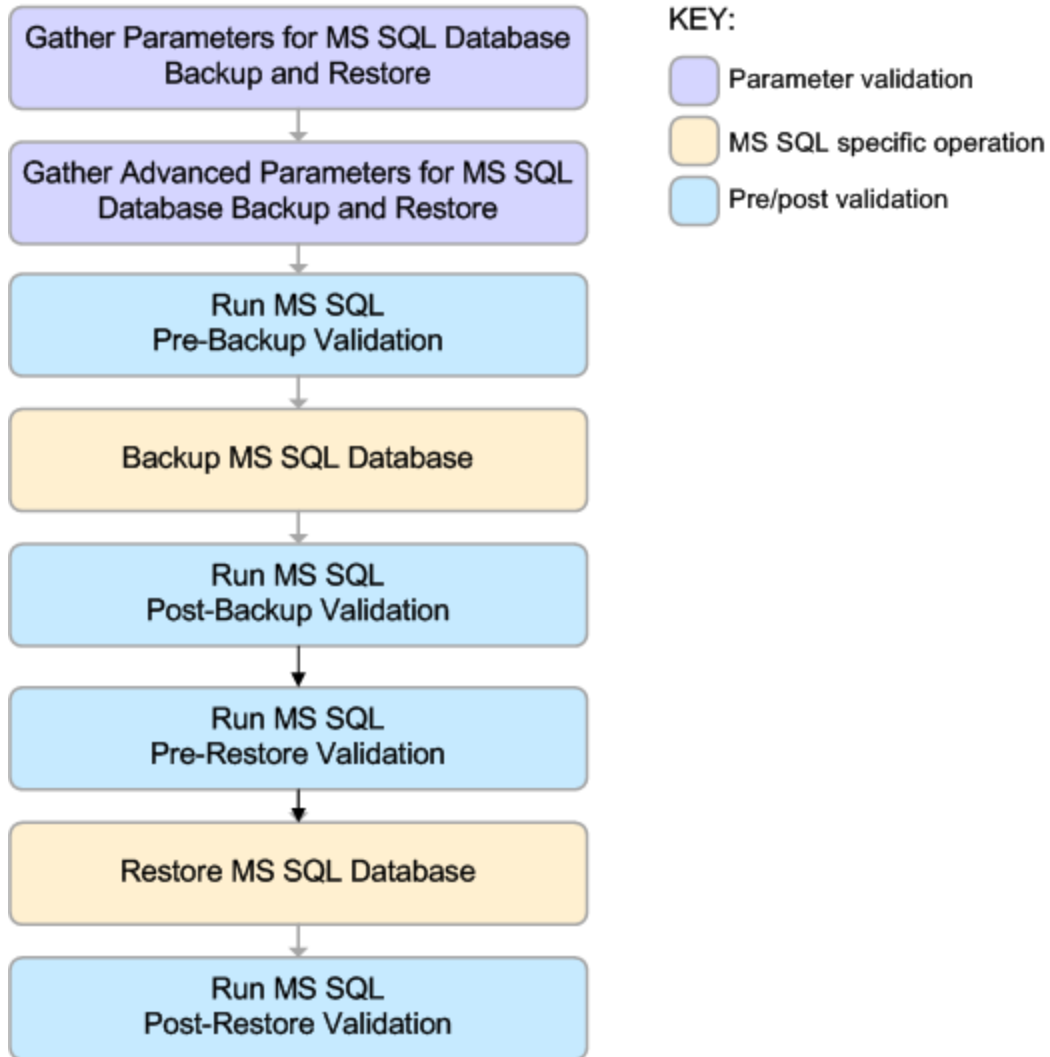 Gather Parameters for MS SQL Database
Backup and Restore
Gather Advanced Parameters for MS SQL
Database Backup and Restore
Run MS SQL
Pre-Backup Validation
Backup MS SQL Database
Run MS SQL
Post-Backup Validation
Run MS SQL
Pre-Restore Validation
Restore MS SQL Database
Run MS SQL
Post-Restore Validation
KEY:
Parameter validation
MS SQL specific operation
Pre/post validation